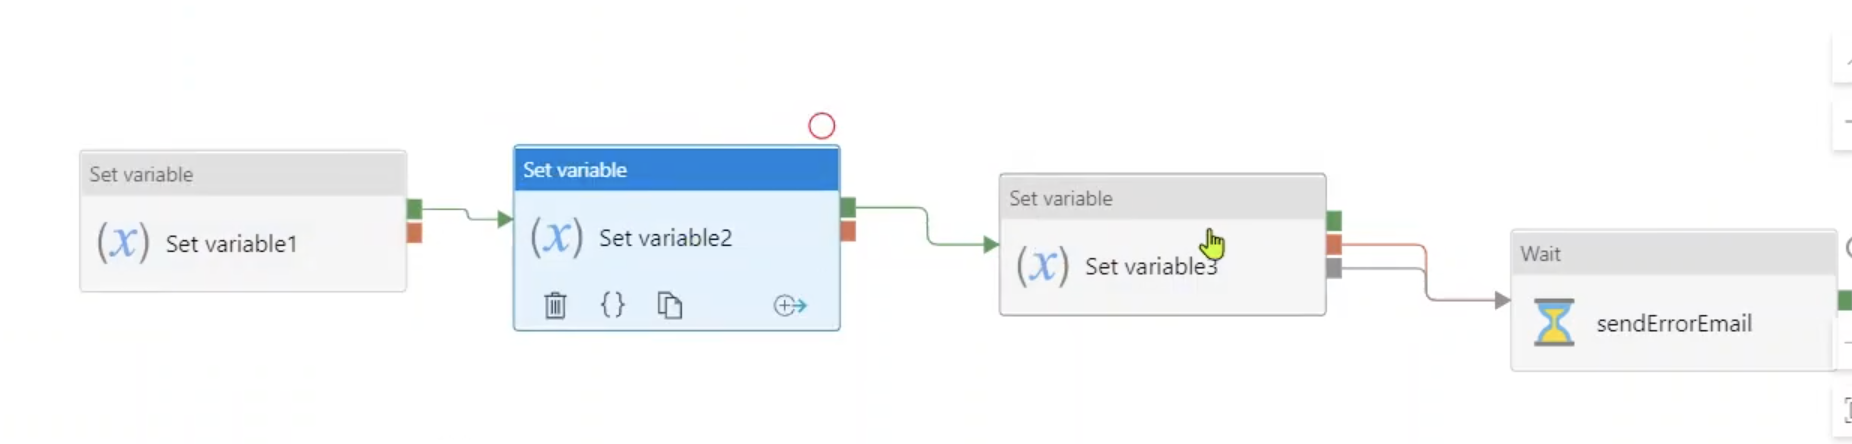 Set variable
(x) Set variable1
Set variable
(x) Set variable2
{}
Set variable
(x) Set variable3
Wait
sendErrorEmail